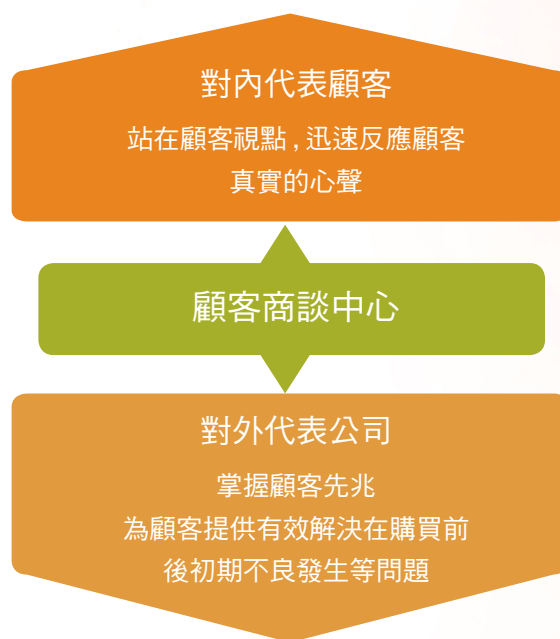 對內代表顧客
站在顧客視點 , 迅速反應顧客
真實的心聲
顧客商談中心
對外代表公司
掌握顧客先兆
為顧客提供有效解決在購買前
後初期不良發生等問題